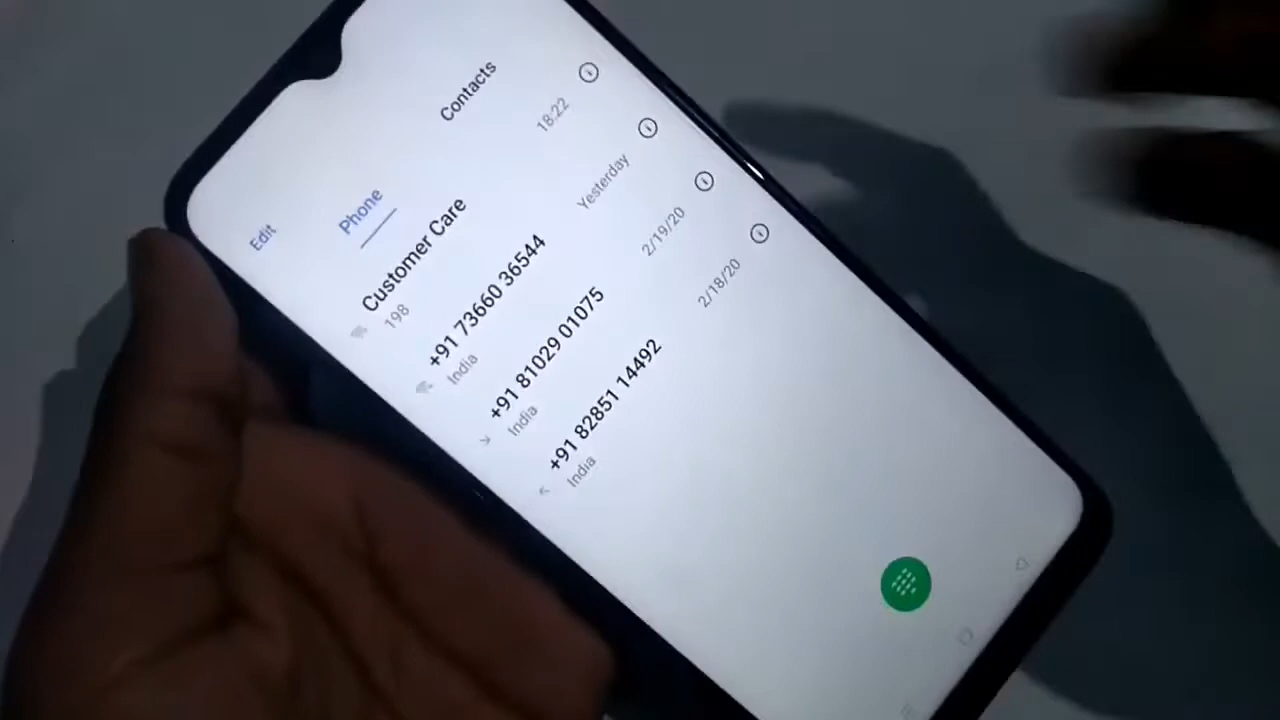 Edit
Phone
Contacts
Customer Care
198
18:22
+91 73660 36544
India
Yesterday
+91 81029 01075
India
2/19/20
+91 82851 14492
India
2/18/20